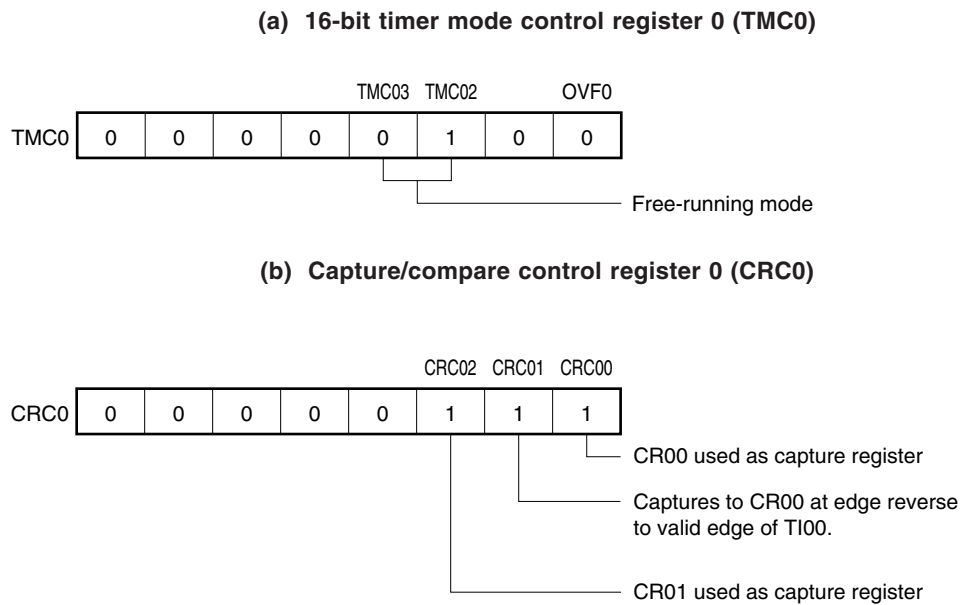 (a) 16-bit timer mode control register 0 (TMC0)
TMC03 TMC02 OVF0
TMC0 0 0 0 0 0 1 0 0
Free-running mode
(b) Capture/compare control register 0 (CRC0)
CRC02 CRC01 CRC00
CRC0 0 0 0 0 0 1 1 1
CR00 used as capture register
Captures to CR00 at edge reverse
to valid edge of TI00.
CR01 used as capture register